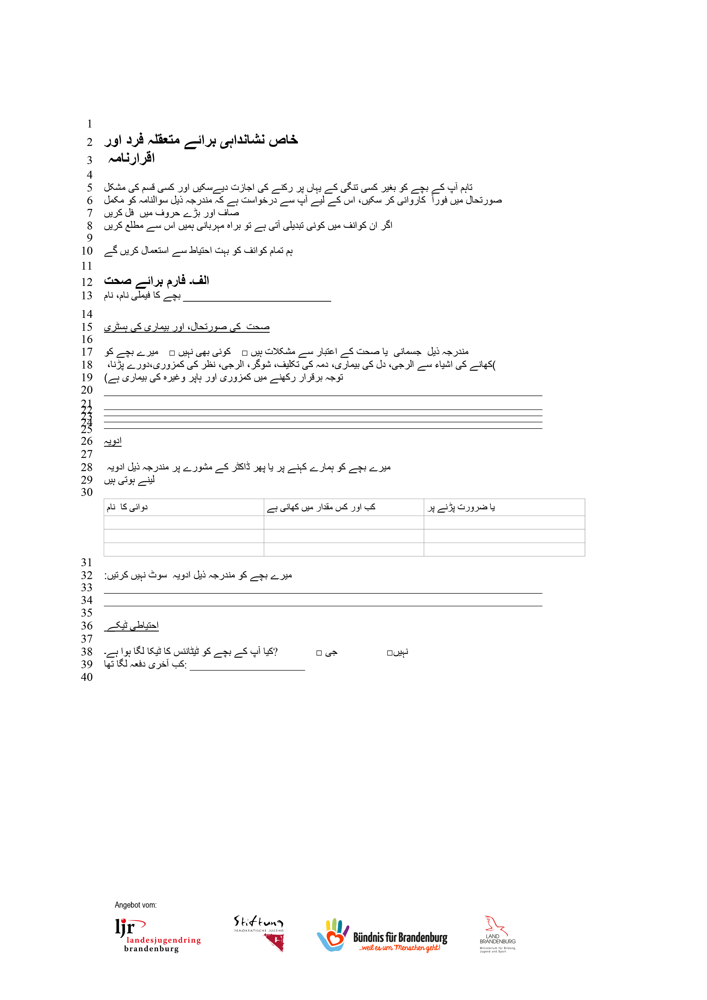 1
2 خاص نشانداہی برائے متعقلہ فرد اور
3 اقرارنامہ
4
5 تاہم آپ کے بچے کو بغیر کسی تنگی کے یہاں پر رکنے کی اجازت دیےسکیں اور کسی قسم کی مشکل
6 صورتحال میں فوراً کاروائی کر سکیں، اس کے لیے آپ سے درخواست ہے کہ مندرجہ ذیل سوالنامہ کو مکمل
7 صاف اور بڑے حروف میں فل کریں
8 اگر ان کوائف میں کوئی تبدیلی آتی ہے تو براہ مہربانی ہمیں اس سے مطلع کریں
9
10 ہم تمام کوائف کو بہت احتیاط سے استعمال کریں گے
11
12 الف۔ فارم برائے صحت
13 بچے کا فیملی نام، نام ____________________
14
15 صحت کی صورتحال، اور بیماری کی ہسٹری
16
17 میرے بچے کو □ کوئی بھی نہیں □ مندرجہ ذیل جسمانی یا صحت کے اعتبار سے مشکلات ہیں
18 (کھانے کی اشیاء سے الرجی، دل کی بیماری، دمہ کی تکلیف، شوگر، الرجی، نظر کی کمزوری،دورے پڑنا،
19 توجہ برقرار رکھنے میں کمزوری اور ہاپر وغیرہ کی بیماری ہے)
20
21
22
23
24
25
26 ادویہ
27
28 میرے بچے کو ہمارے کہنے پر یا پھر ڈاکٹر کے مشورے پر مندرجہ ذیل ادویہ
29 لینے ہوتی ہیں
30
دوائی کا نام	کب اور کس مقدار میں کھانی ہے	یا ضرورت پڑنے پر
31
32 میرے بچے کو مندرجہ ذیل ادویہ سوٹ نہیں کرتیں:
33
34
35
36 احتیاطی ٹیکے
37
38 کیا آپ کے بچے کو ٹیٹانئس کا ٹیکا لگا ہوا ہے۔? □ جی □نہیں
39 کب آخری دفعہ لگا تھا: ____________________
40
Angebot vom:
ljr
landesjugendring
brandenburg
Stiftung
DEMOKRATISCHE JUGEND
Bündnis für Brandenburg
...weil es um Menschen geht!
LAND
BRANDENBURG
Ministerium für Bildung,
Jugend und Sport